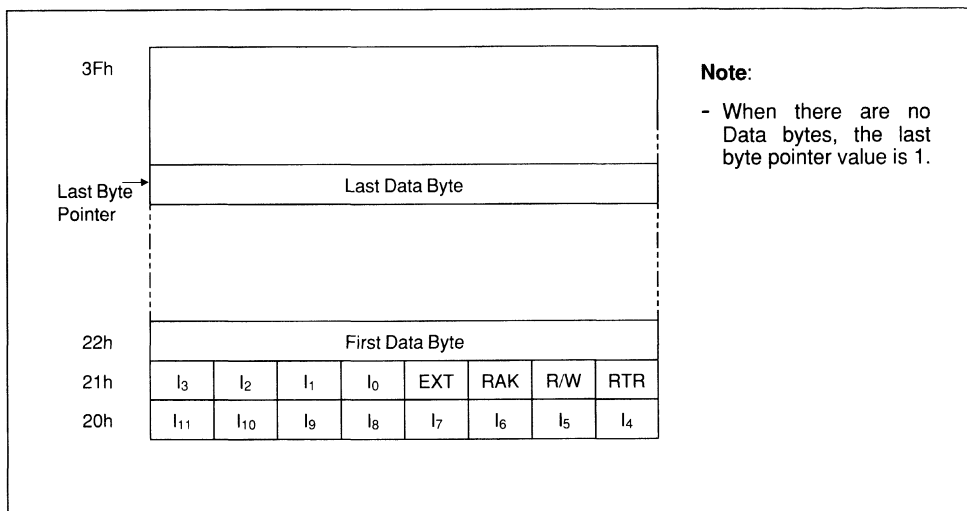 3Fh
Note:
- When there are no
Data bytes, the last
byte pointer value is 1.
Last Byte
Pointer
Last Data Byte
22h First Data Byte
21h I₃ I₂ I₁ I₀ EXT RAK R/W RTR
20h I₁₁ I₁₀ I₉ I₈ I₇ I₆ I₅ I₄